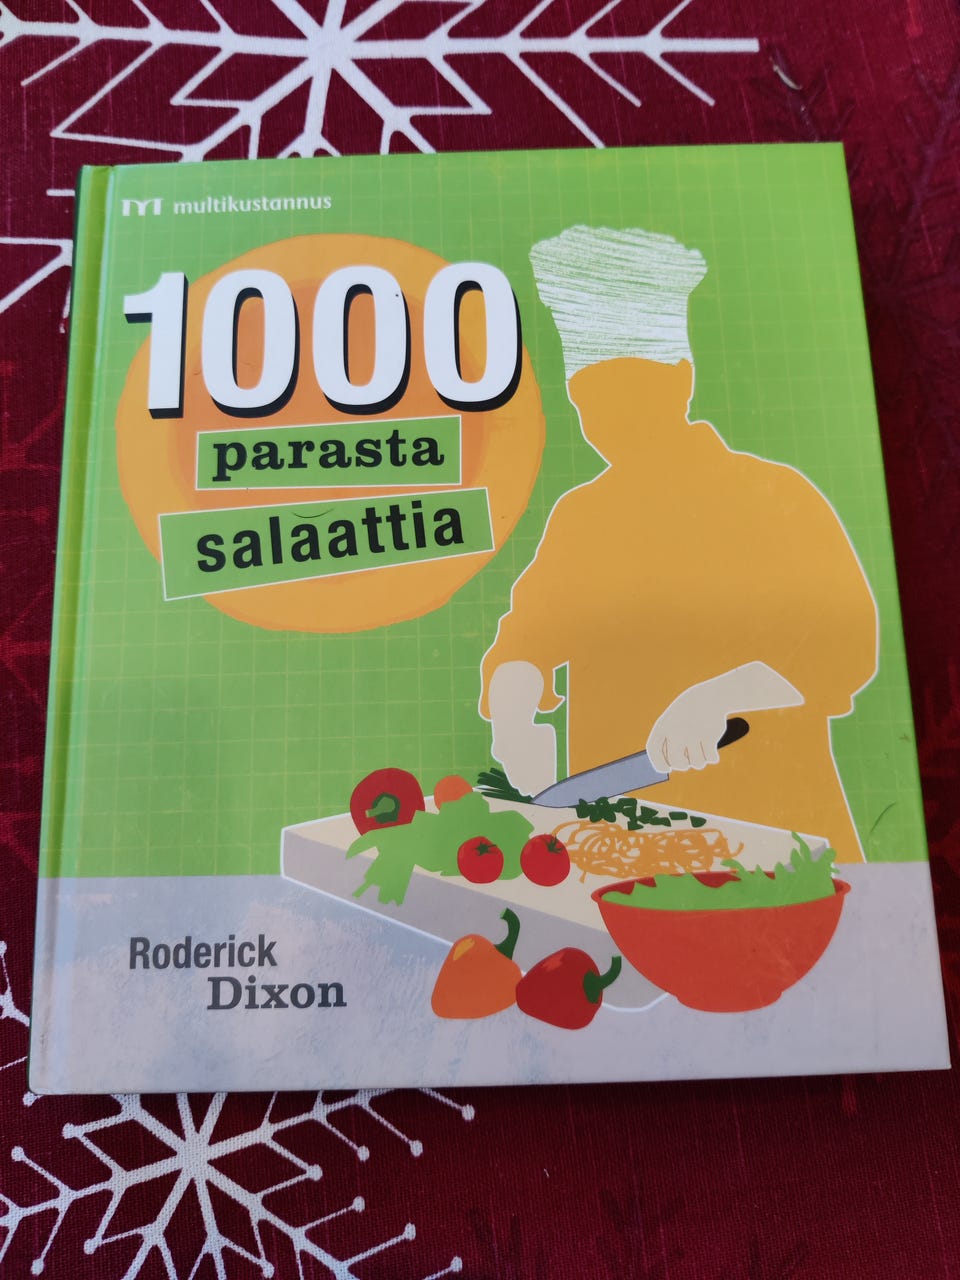 multikustannus
1000
parasta
salaattia
Roderick
Dixon